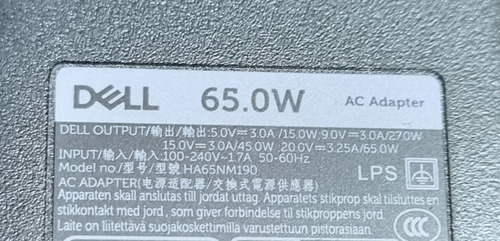 DELL 65.0W AC Adapter
DELL OUTPUT/输出/輸出:5.0V⎓3.0A/15.0W;9.0V⎓3.0A/27.0W
15.0V⎓3.0A/45.0W 20.0V⎓3.25A/65.0W
INPUT/输入/輸入:100-240V~1.7A 50-60Hz
Model no/型号/型號:HA65NM190
LPS
AC ADAPTER(电源适配器/交換式電源供應器)
Apparaten skall anslutas till jordat uttag. Apparatets stikprop skal tilsluttes en
stikkontakt med jord, som giver forbindelse til stikproppens jord.
Laite on liitettävä suojakoskettimilla varustettuun pistorasiaan.
CCC